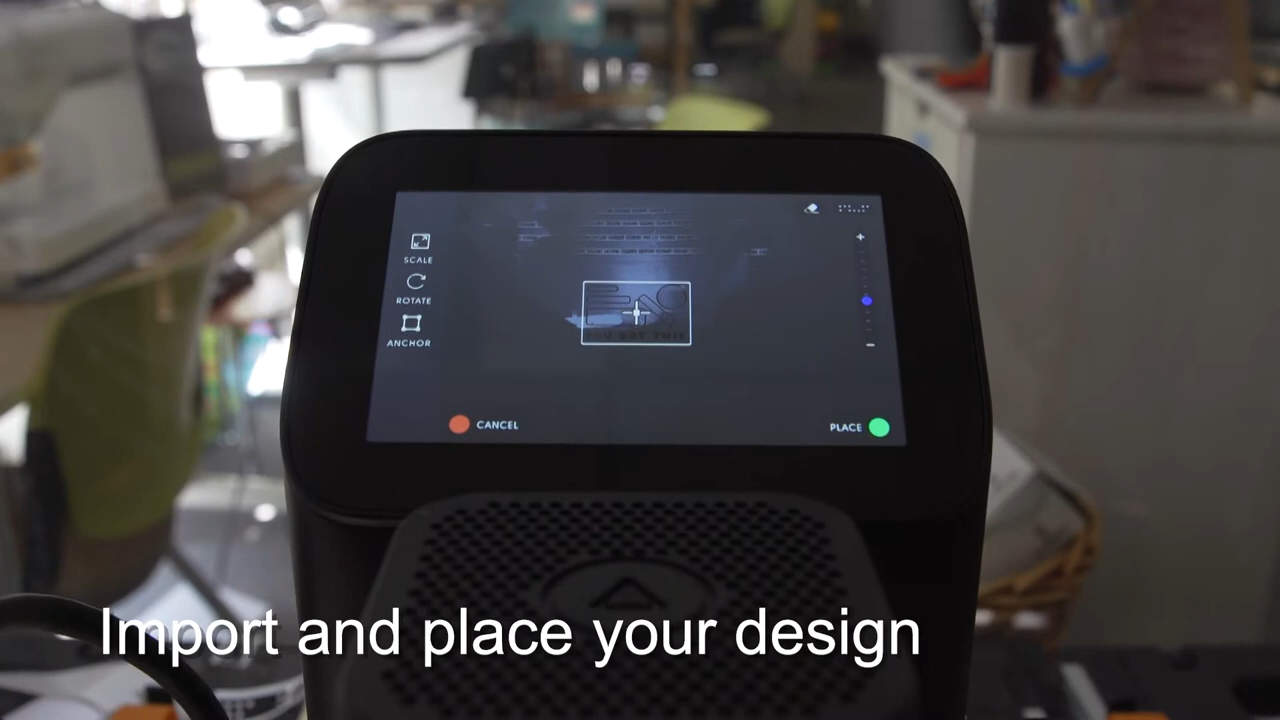 SCALE
ROTATE
ANCHOR
CANCEL
PLACE
Import and place your design